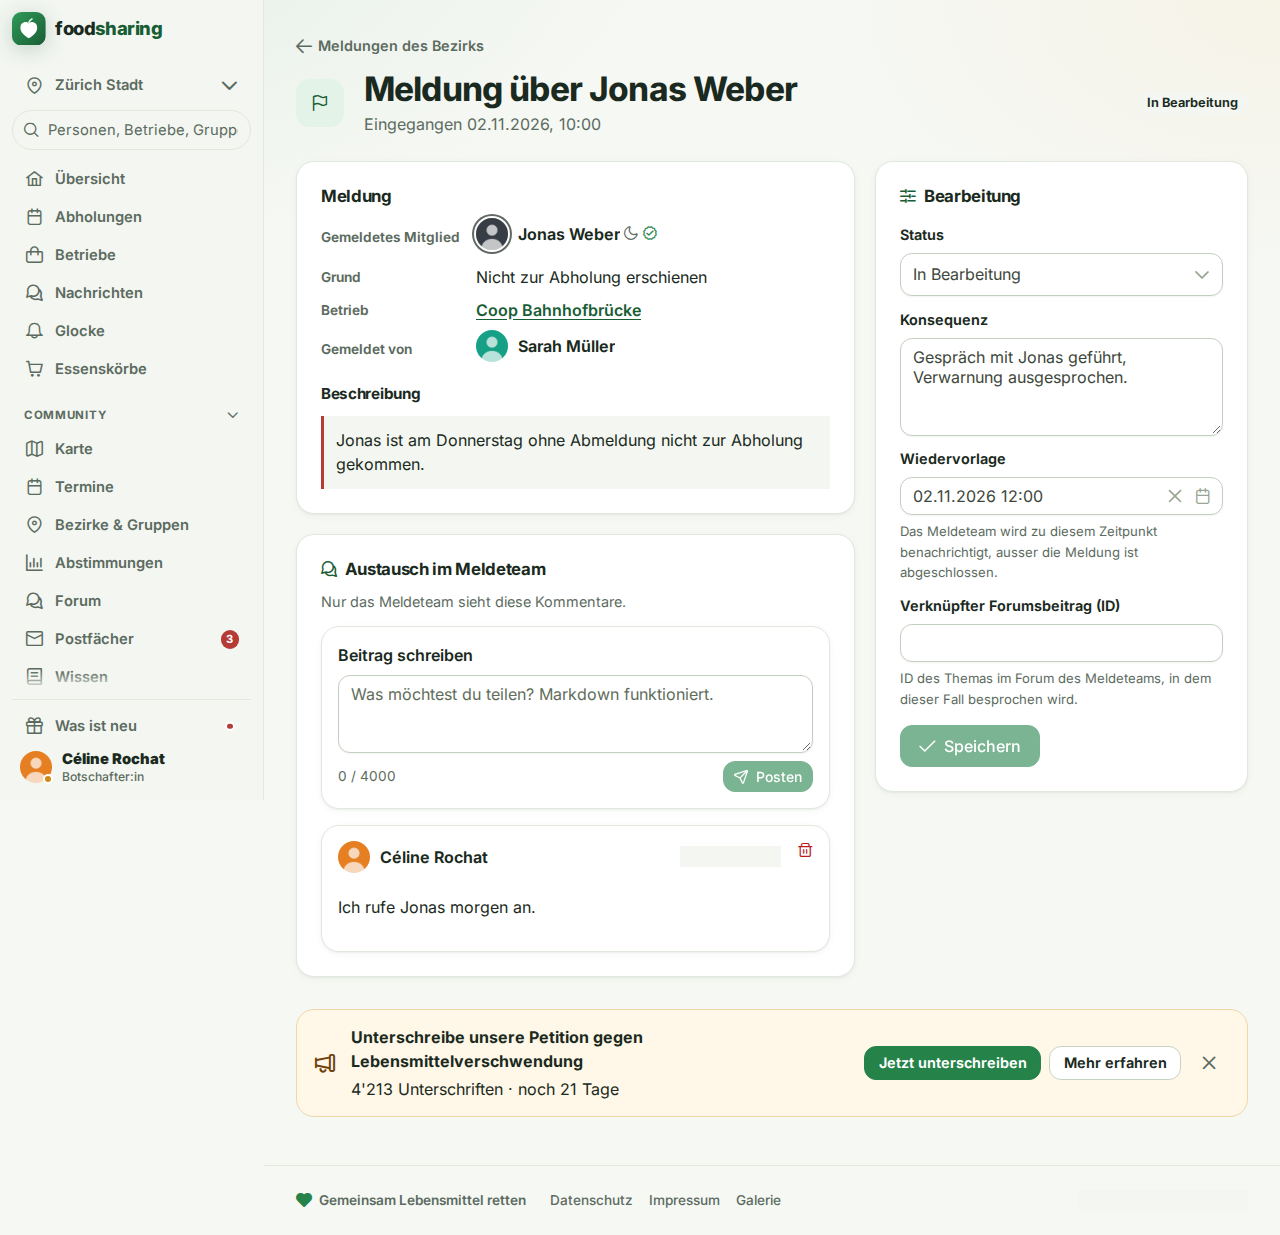 foodsharing
Zürich Stadt
Personen, Betriebe, Grupp
Übersicht
Abholungen
Betriebe
Nachrichten
Glocke
Essenskörbe
COMMUNITY
Karte
Termine
Bezirke & Gruppen
Abstimmungen
Forum
Postfächer
3
Wissen
Was ist neu
Céline Rochat
Botschafter:in
Meldungen des Bezirks
Meldung über Jonas Weber
Eingegangen 02.11.2026, 10:00
In Bearbeitung
Meldung
Gemeldetes Mitglied
Jonas Weber
Grund
Nicht zur Abholung erschienen
Betrieb
Coop Bahnhofbrücke
Gemeldet von
Sarah Müller
Beschreibung
Jonas ist am Donnerstag ohne Abmeldung nicht zur Abholung
gekommen.
Austausch im Meldeteam
Nur das Meldeteam sieht diese Kommentare.
Beitrag schreiben
Was möchtest du teilen? Markdown funktioniert.
0 / 4000
Posten
Céline Rochat
Ich rufe Jonas morgen an.
Bearbeitung
Status
In Bearbeitung
Konsequenz
Gespräch mit Jonas geführt,
Verwarnung ausgesprochen.
Wiedervorlage
02.11.2026 12:00
Das Meldeteam wird zu diesem Zeitpunkt
benachrichtigt, ausser die Meldung ist
abgeschlossen.
Verknüpfter Forumsbeitrag (ID)
ID des Themas im Forum des Meldeteams, in dem
dieser Fall besprochen wird.
Speichern
Unterschreibe unsere Petition gegen
Lebensmittelverschwendung
4'213 Unterschriften · noch 21 Tage
Jetzt unterschreiben
Mehr erfahren
Gemeinsam Lebensmittel retten
Datenschutz
Impressum
Galerie